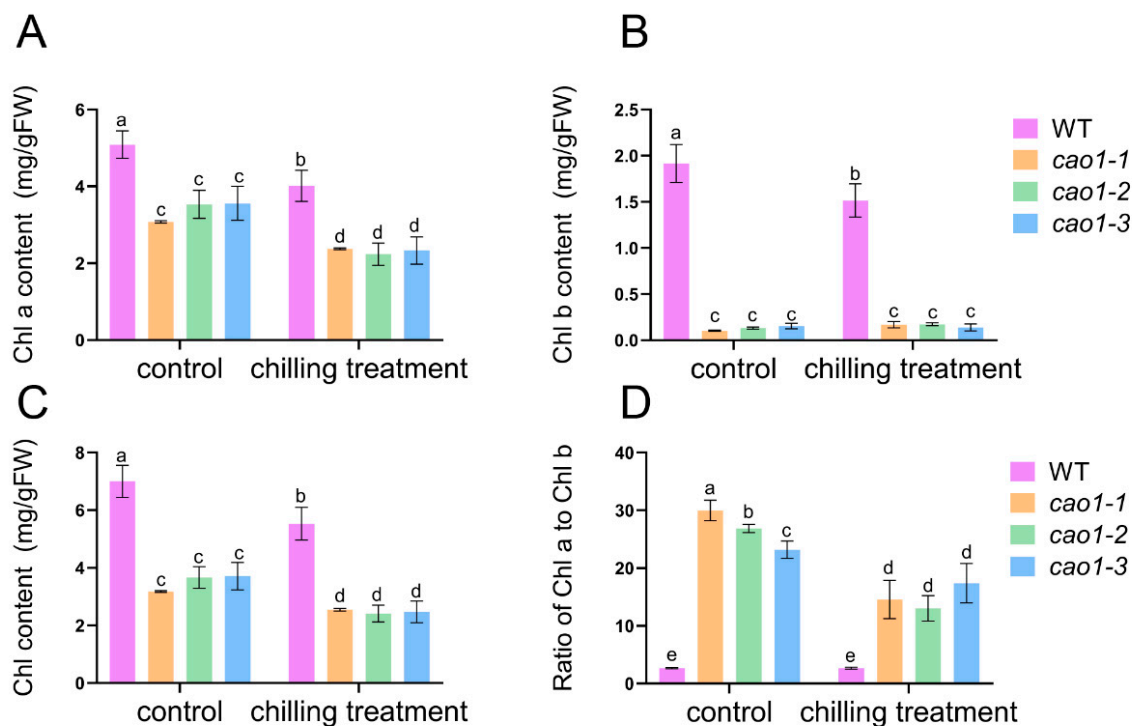 A
Chl a content (mg/gFW)
6
4
2
0
a
c
c
c
b
d
d
d
control
chilling treatment
B
Chl b content (mg/gFW)
2.5
2.0
1.5
1.0
0.5
0.0
a
c
c
c
b
c
c
c
control
chilling treatment
WT
cao1-1
cao1-2
cao1-3
C
Chl content (mg/gFW)
8
6
4
2
0
a
c
c
c
b
d
d
d
control
chilling treatment
D
Ratio of Chl a to Chl b
40
30
20
10
0
e
a
b
c
e
d
d
d
control
chilling treatment
WT
cao1-1
cao1-2
cao1-3